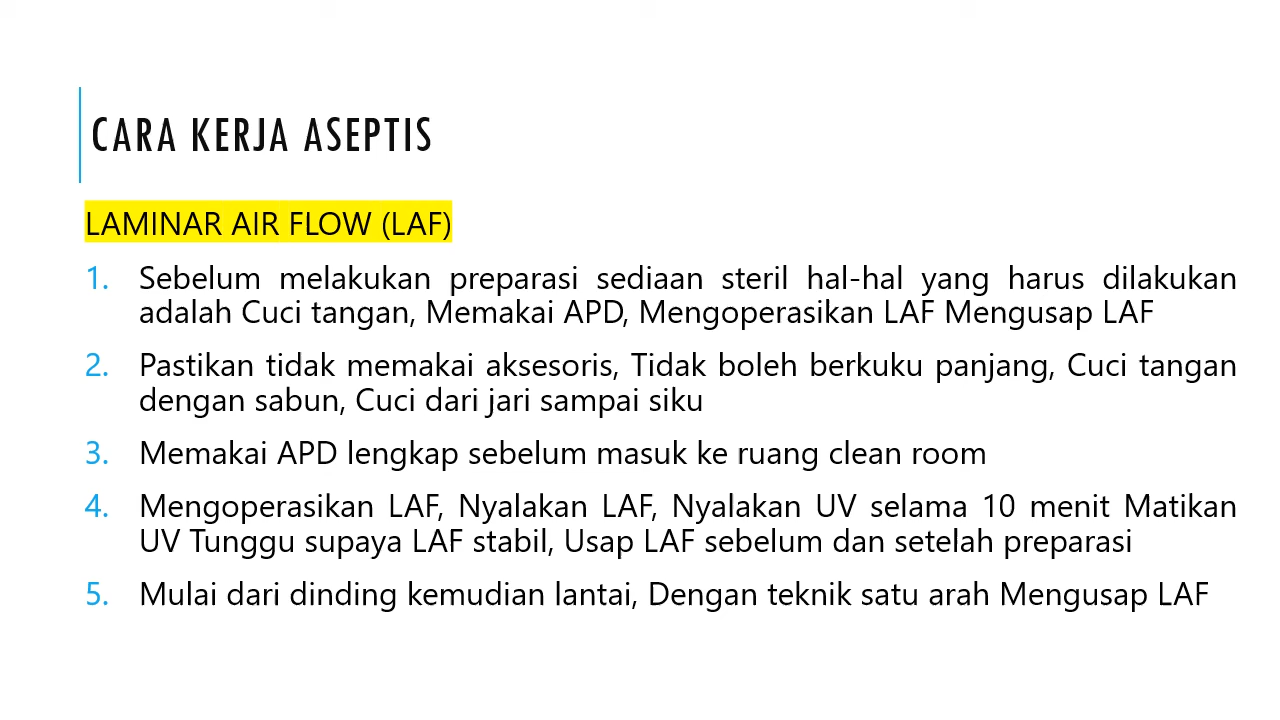 CARA KERJA ASEPTIS
LAMINAR AIR FLOW (LAF)
1. Sebelum melakukan preparasi sediaan steril hal-hal yang harus dilakukan
adalah Cuci tangan, Memakai APD, Mengoperasikan LAF Mengusap LAF
2. Pastikan tidak memakai aksesoris, Tidak boleh berkuku panjang, Cuci tangan
dengan sabun, Cuci dari jari sampai siku
3. Memakai APD lengkap sebelum masuk ke ruang clean room
4. Mengoperasikan LAF, Nyalakan LAF, Nyalakan UV selama 10 menit Matikan
UV Tunggu supaya LAF stabil, Usap LAF sebelum dan setelah preparasi
5. Mulai dari dinding kemudian lantai, Dengan teknik satu arah Mengusap LAF